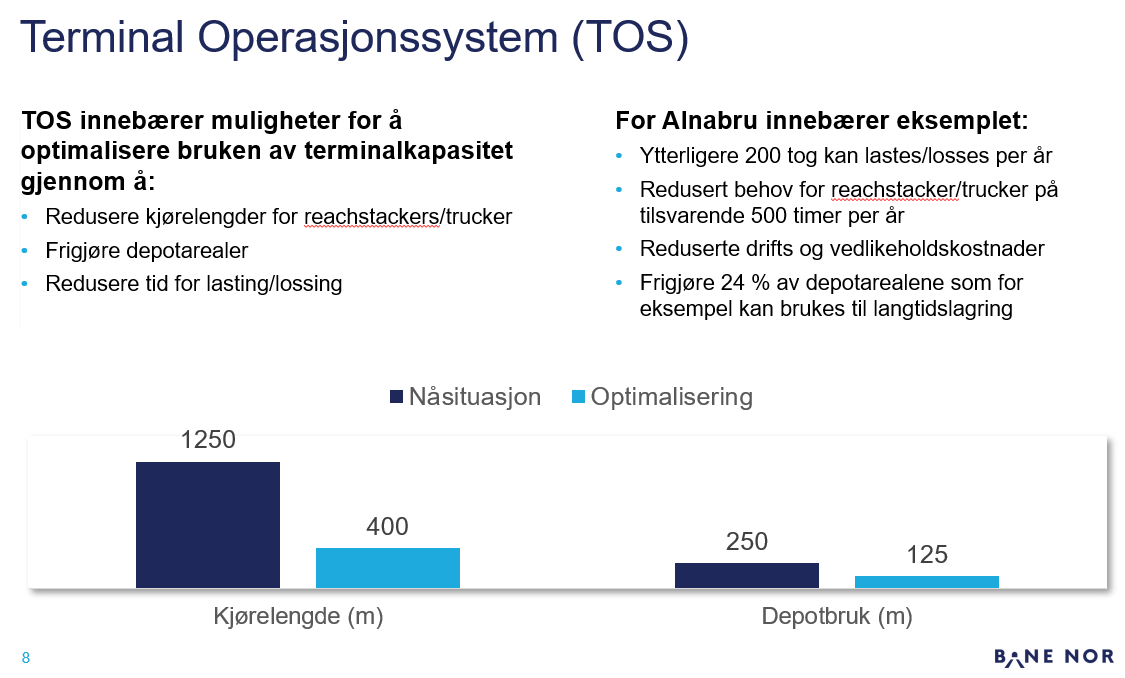 Terminal Operasjonssystem (TOS)
TOS innebærer muligheter for å
optimalisere bruken av terminalkapasitet
gjennom å:
• Redusere kjørelengder for reachstackers/trucker
• Frigjøre depotarealer
• Redusere tid for lasting/lossing
For Alnabru innebærer eksemplet:
• Ytterligere 200 tog kan lastes/losses per år
• Redusert behov for reachstacker/trucker på
tilsvarende 500 timer per år
• Reduserte drifts og vedlikeholdskostnader
• Frigjøre 24 % av depotarealene som for
eksempel kan brukes til langtidslagring
Nåsituasjon Optimalisering
1250
400
250
125
Kjørelengde (m) Depotbruk (m)
8
BANE NOR